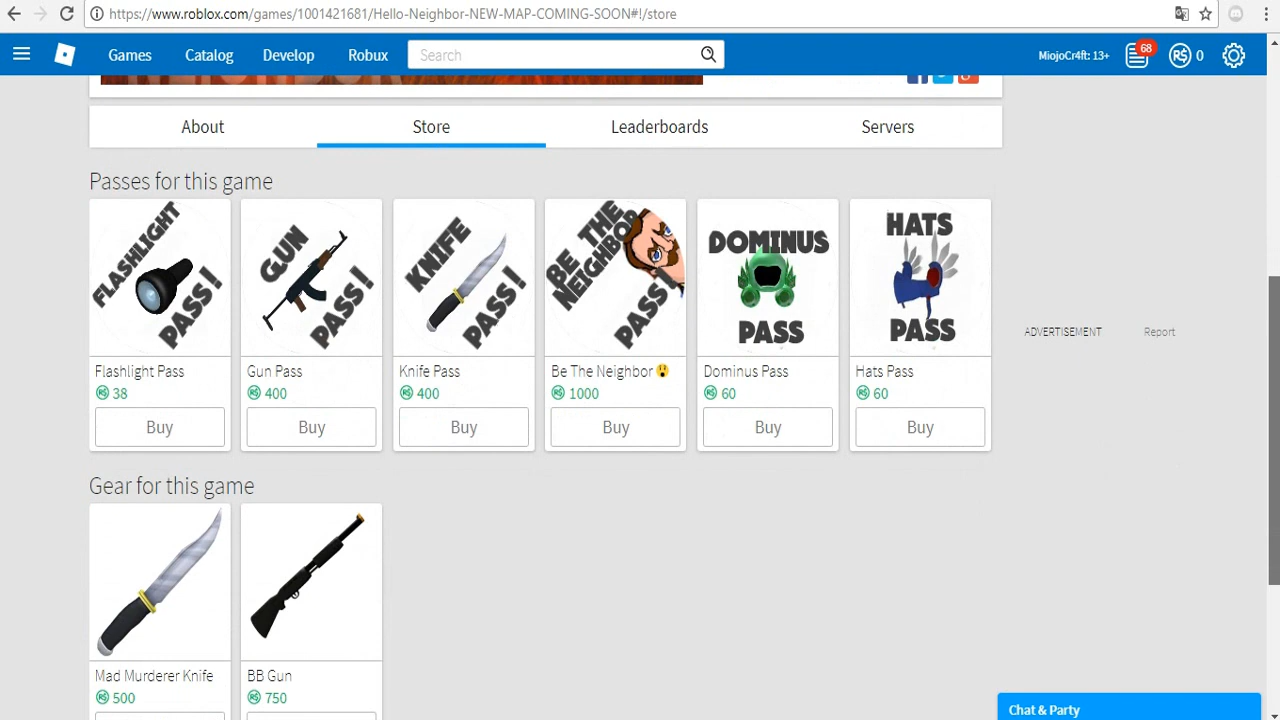 https://www.roblox.com/games/1001421681/Hello-Neighbor-NEW-MAP-COMING-SOON#!/store
Games Catalog Develop Robux Search MiojoCr4ft: 13+ 68 R$ 0
About Store Leaderboards Servers
Passes for this game
FLASHLIGHT PASS!
GUN PASS!
KNIFE PASS!
BE THE NEIGHBOR PASS!
DOMINUS PASS
HATS PASS
ADVERTISEMENT Report
Flashlight Pass Gun Pass Knife Pass Be The Neighbor 😲 Dominus Pass Hats Pass
R$ 38 R$ 400 R$ 400 R$ 1000 R$ 60 R$ 60
Buy Buy Buy Buy Buy Buy
Gear for this game
Mad Murderer Knife BB Gun
R$ 500 R$ 750
Chat & Party